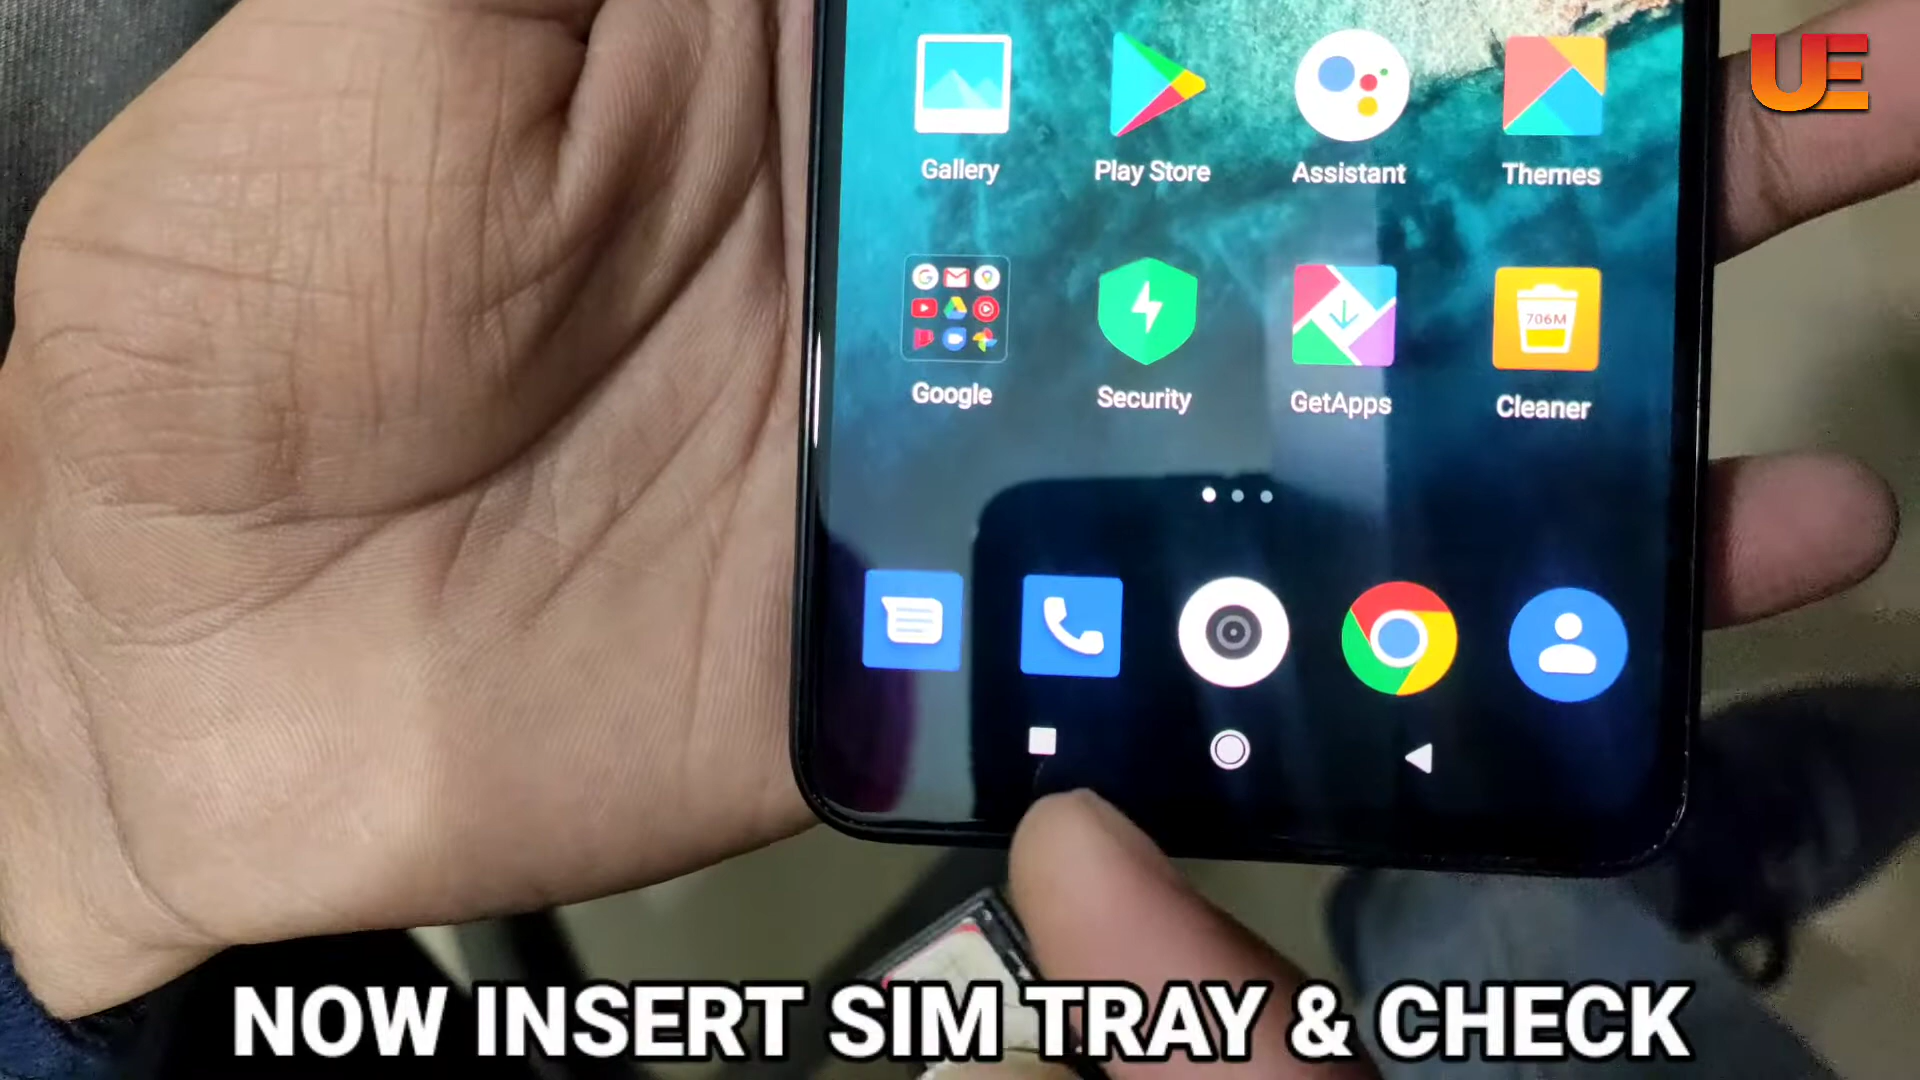 UE
Gallery Play Store Assistant Themes
706M
Google Security GetApps Cleaner
NOW INSERT SIM TRAY & CHECK